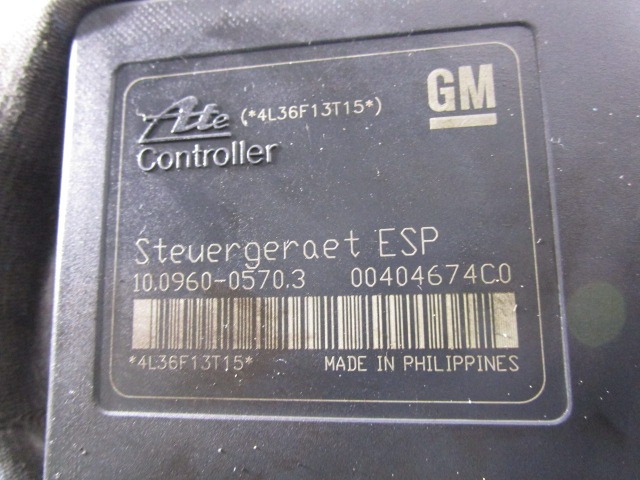 Ate (*4L36F13T15*) GM
Controller
Steuergeraet ESP
10.0960-0570.3 00404674C0
*4L36F13T15* MADE IN PHILIPPINES